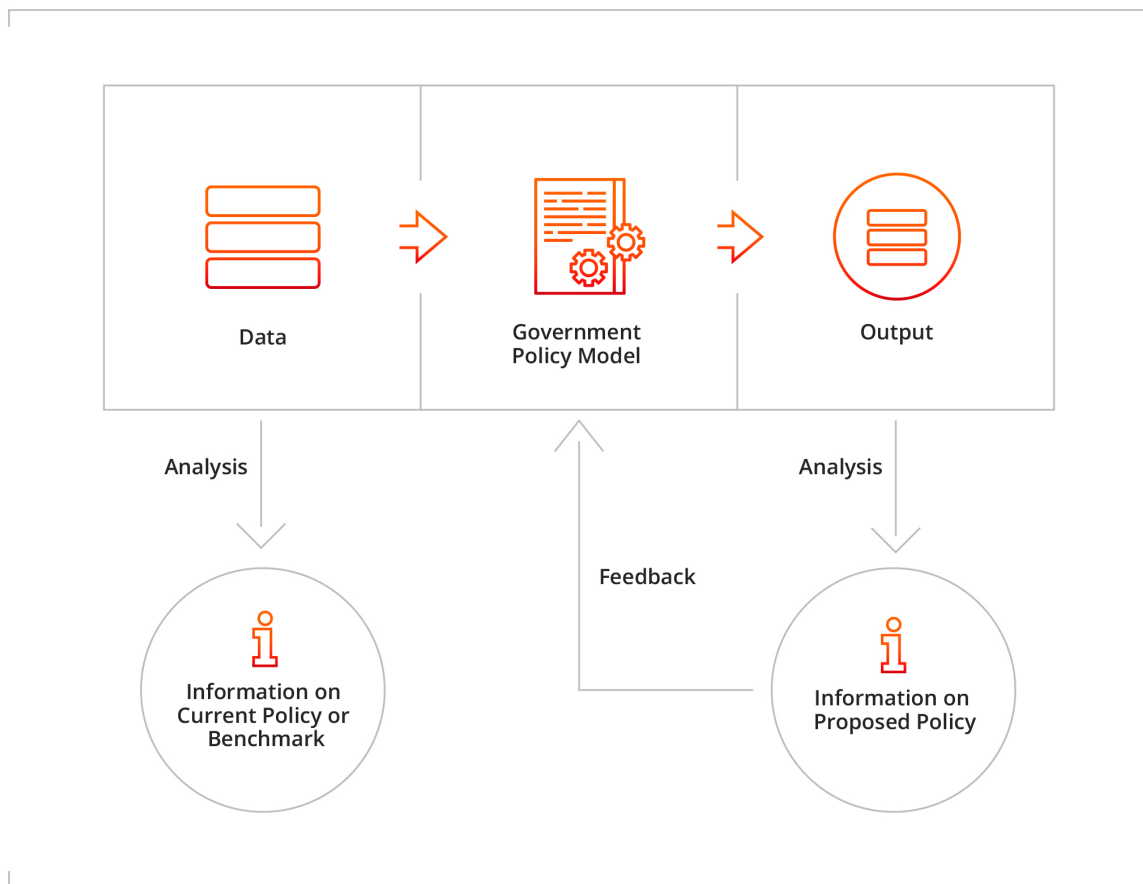 Data
Government
Policy Model
Output
Analysis
Analysis
Feedback
Information on
Current Policy or
Benchmark
Information on
Proposed Policy